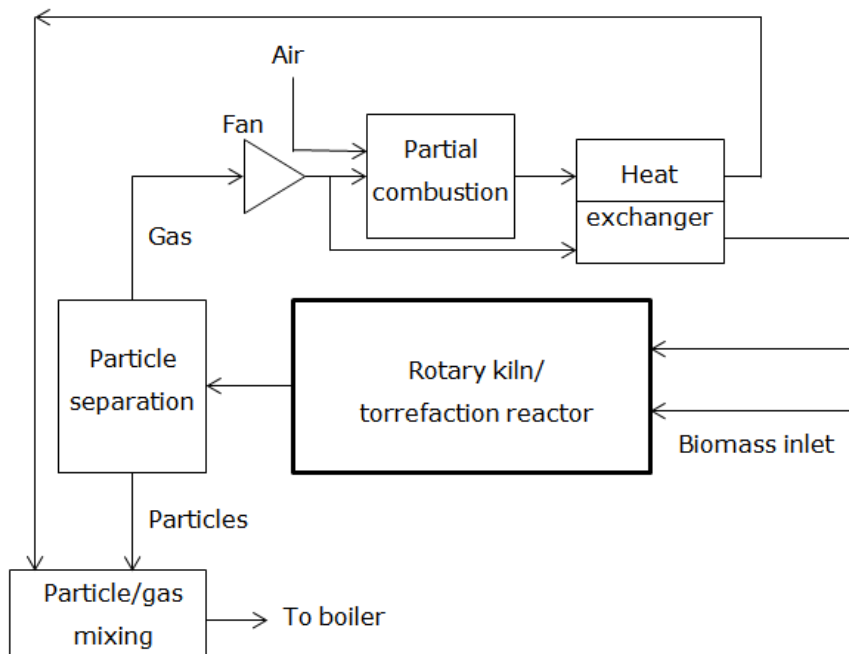 Air
Fan
Partial
combustion
Heat
exchanger
Gas
Particle
separation
Rotary kiln/
torrefaction reactor
Biomass inlet
Particles
Particle/gas
mixing
To boiler